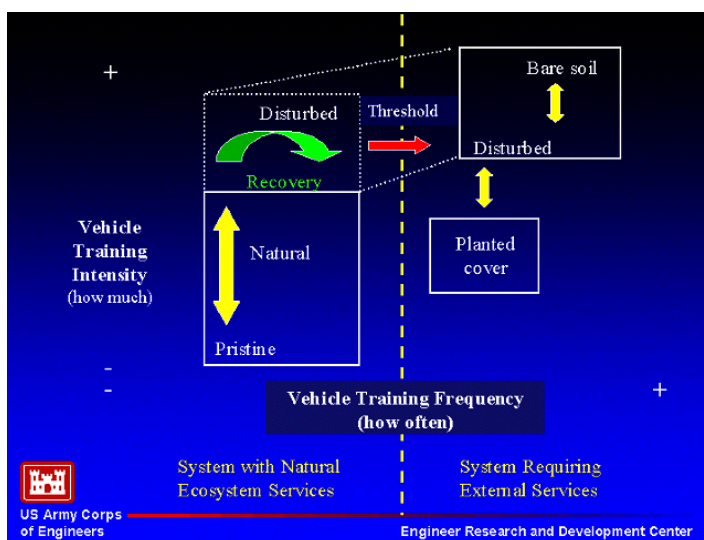 +
Bare soil
Disturbed
Threshold
Disturbed
Recovery
Vehicle
Training
Intensity
(how much)
Natural
Planted
cover
Pristine
-
-
+
Vehicle Training Frequency
(how often)
System with Natural
Ecosystem Services
System Requiring
External Services
US Army Corps
of Engineers
Engineer Research and Development Center